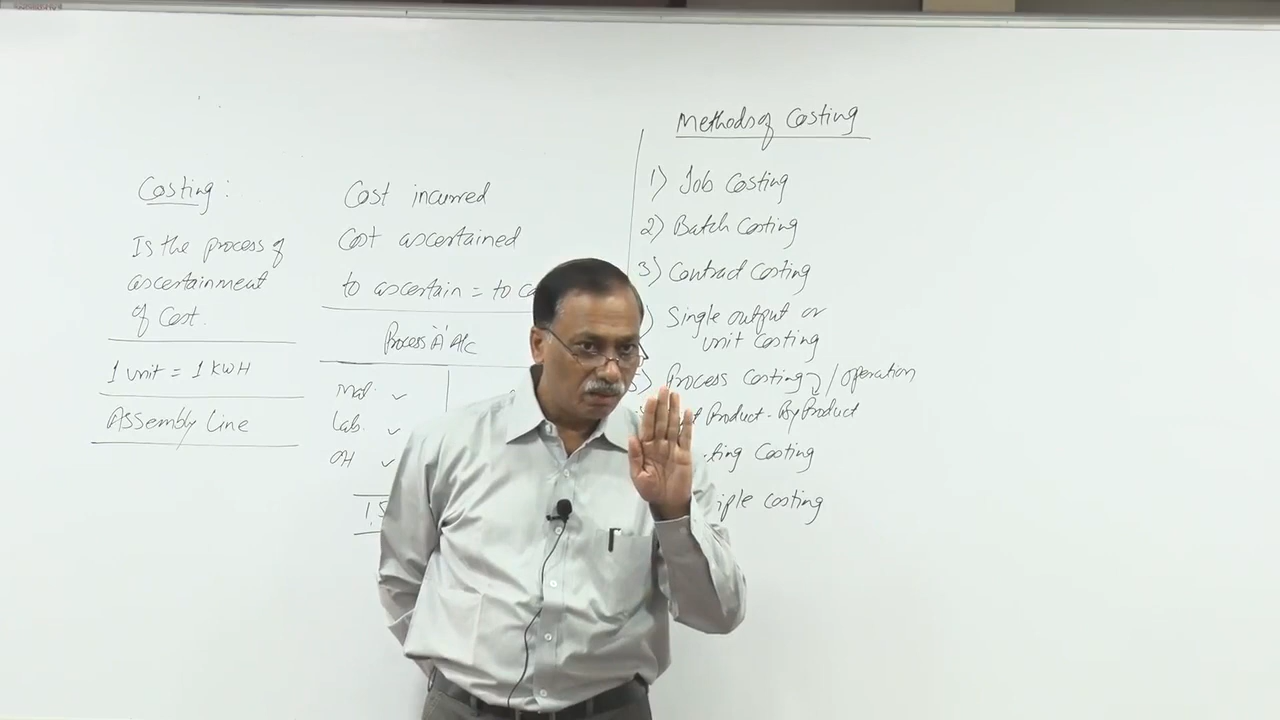 Costing :
Is the process of
ascertainment
of Cost.
1 unit = 1 KWH
Assembly Line
Cost incurred
Cost ascertained
to ascertain = to
Process 'A' A/c
Mat. ✓
Lab. ✓
OH ✓
Methods of Costing
1) Job Costing
2) Batch Costing
3) Contract Costing
) Single output or
unit Costing
5) Process Costing / operation
Product - By Product
Costing
Costing